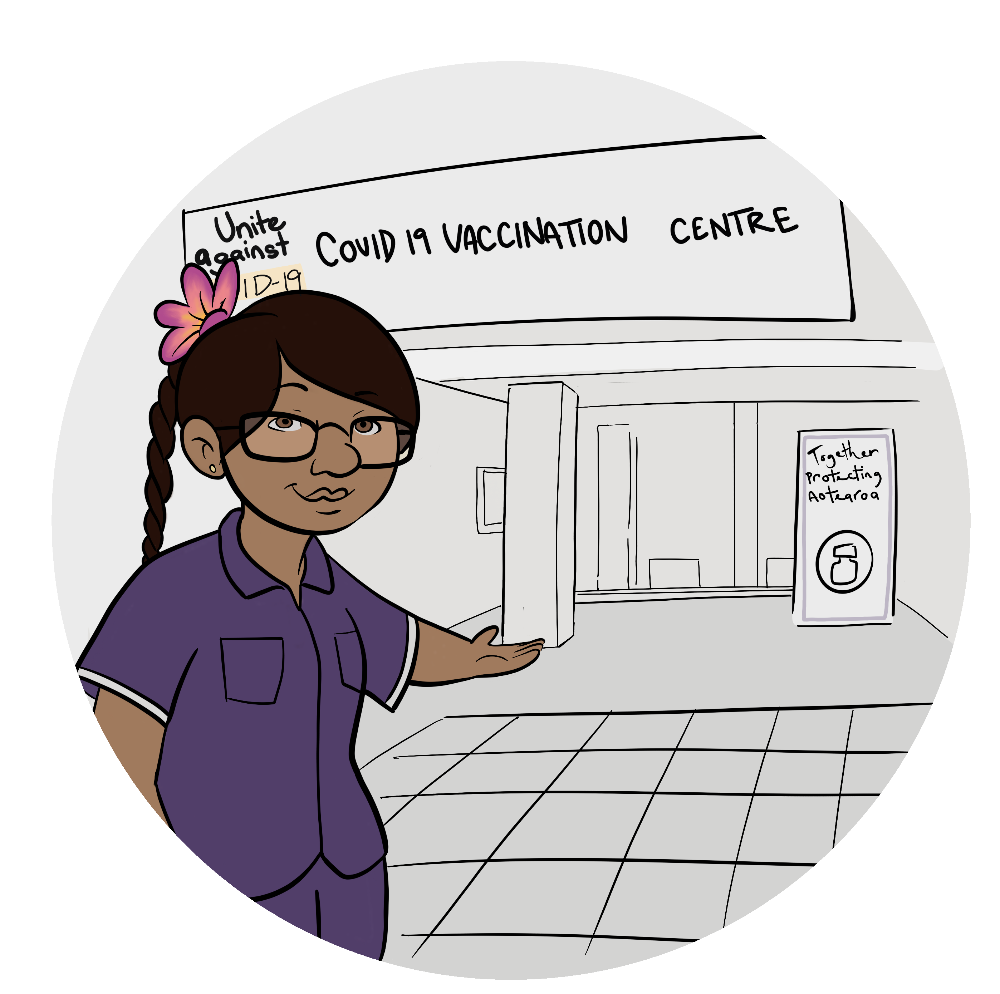 Unite
against
ID-19
COVID 19 VACCINATION CENTRE
Together
Protecting
Aotearoa